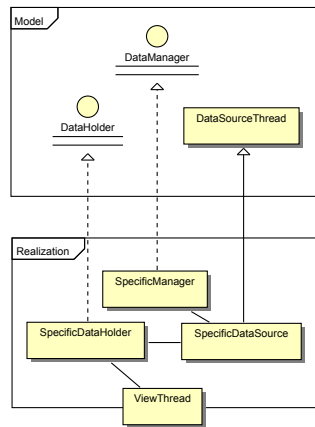 Model
DataManager
DataHolder
DataSourceThread
Realization
SpecificManager
SpecificDataHolder
SpecificDataSource
ViewThread